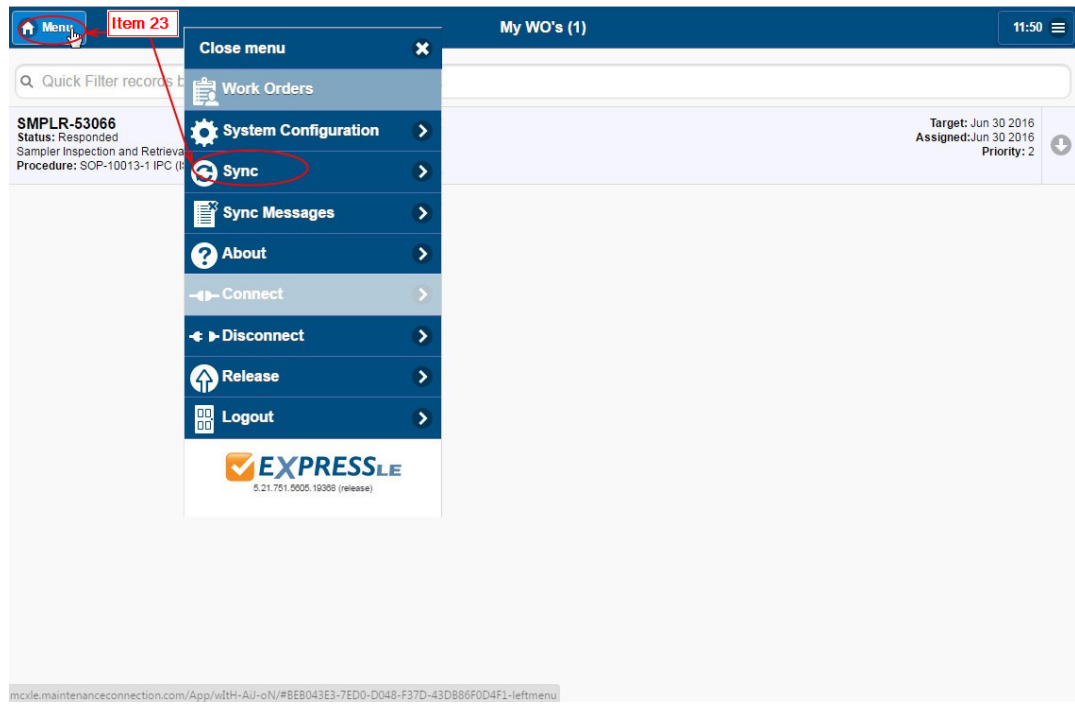 Menu
Item 23
My WO's (1)
11:50
Close menu
Quick Filter records b
Work Orders
SMPLR-53066
Status: Responded
Sampler Inspection and Retrieva
Procedure: SOP-10013-1 IPC (I
Target: Jun 30 2016
Assigned:Jun 30 2016
Priority: 2
System Configuration
Sync
Sync Messages
About
Connect
Disconnect
Release
Logout
EXPRESSLE
5.21.751.5605.19368 (release)
mcxle.maintenanceconnection.com/App/wItH-AiJ-oN/#BEB043E3-7ED0-D048-F37D-43DB86F0D4F1-leftmenu